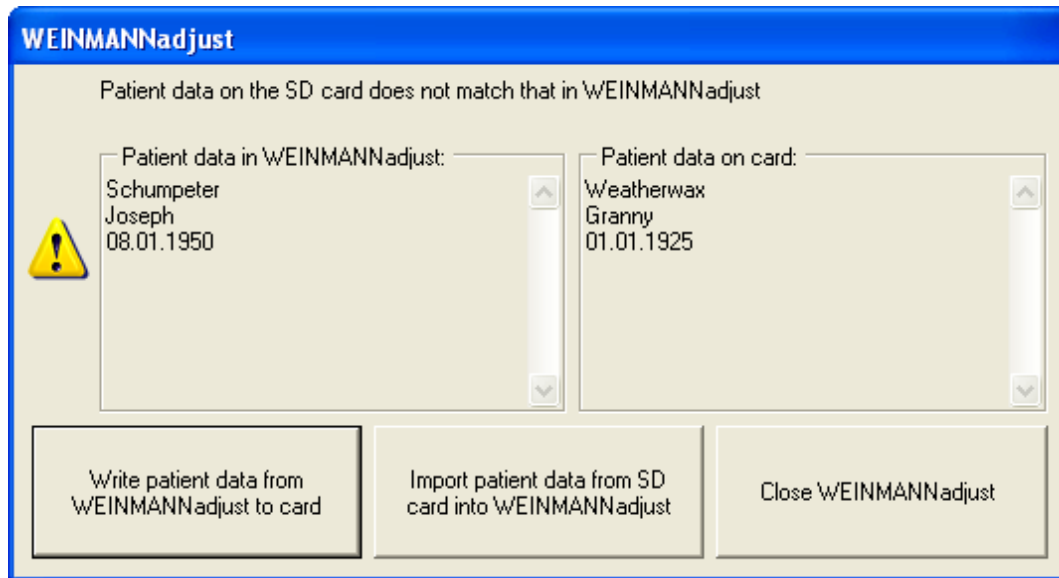 WEINMANNadjust
Patient data on the SD card does not match that in WEINMANNadjust
Patient data in WEINMANNadjust:
Schumpeter
Joseph
08.01.1950
Patient data on card:
Weatherwax
Granny
01.01.1925
Write patient data from
WEINMANNadjust to card
Import patient data from SD
card into WEINMANNadjust
Close WEINMANNadjust